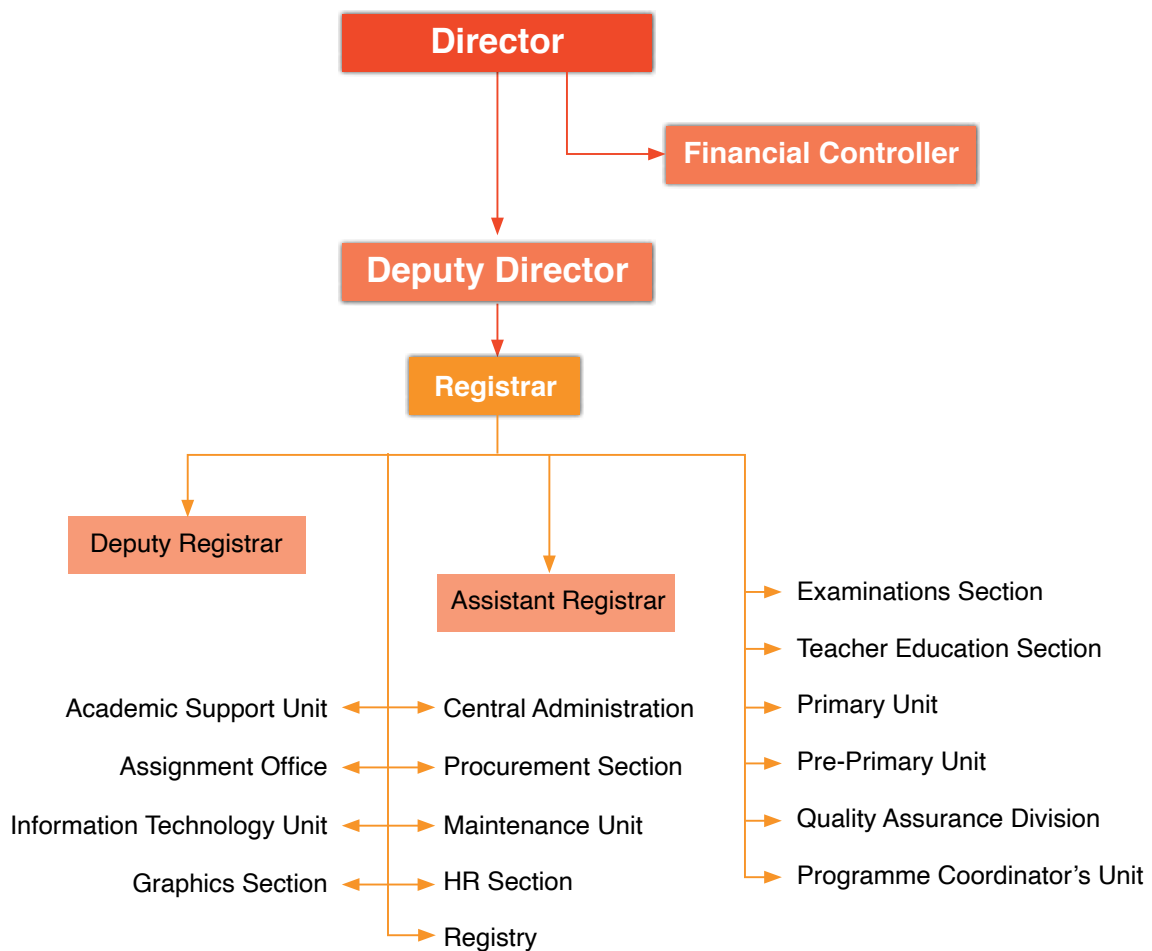 Director
Financial Controller
Deputy Director
Registrar
Deputy Registrar
Assistant Registrar
Academic Support Unit
Assignment Office
Information Technology Unit
Graphics Section
Central Administration
Procurement Section
Maintenance Unit
HR Section
Registry
Examinations Section
Teacher Education Section
Primary Unit
Pre-Primary Unit
Quality Assurance Division
Programme Coordinator’s Unit